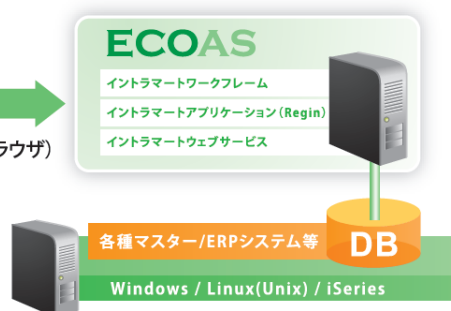 ECOAS
イントラマートワークフレーム
イントラマートアプリケーション(Regin)
イントラマートウェブサービス
ラウザ)
各種マスター/ERPシステム等
DB
Windows / Linux(Unix) / iSeries